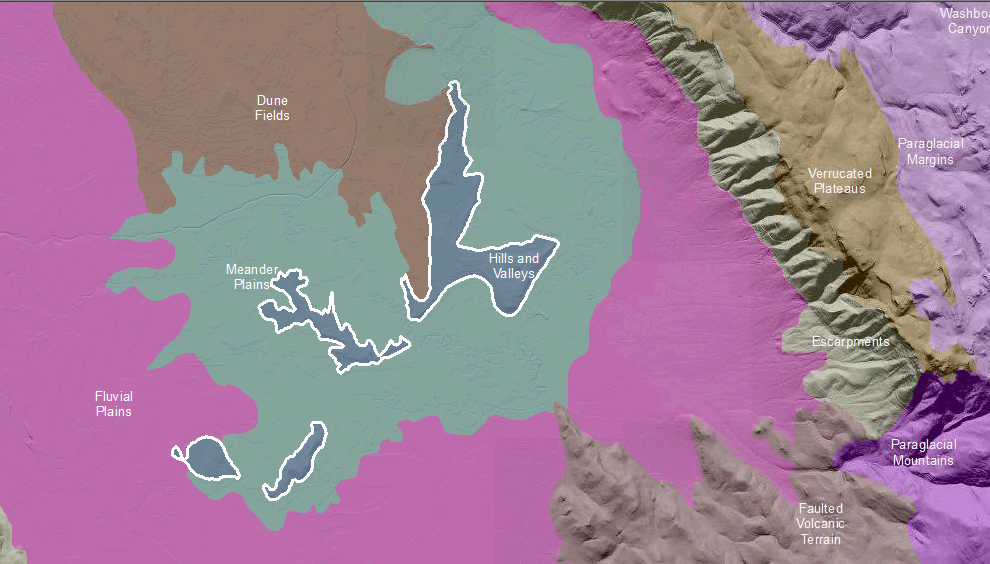 Washboa
Canyon
Dune
Fields
Paraglacial
Margins
Verrucated
Plateaus
Hills and
Valleys
Meander
Plains
Escarpments
Fluvial
Plains
Paraglacial
Mountains
Faulted
Volcanic
Terrain